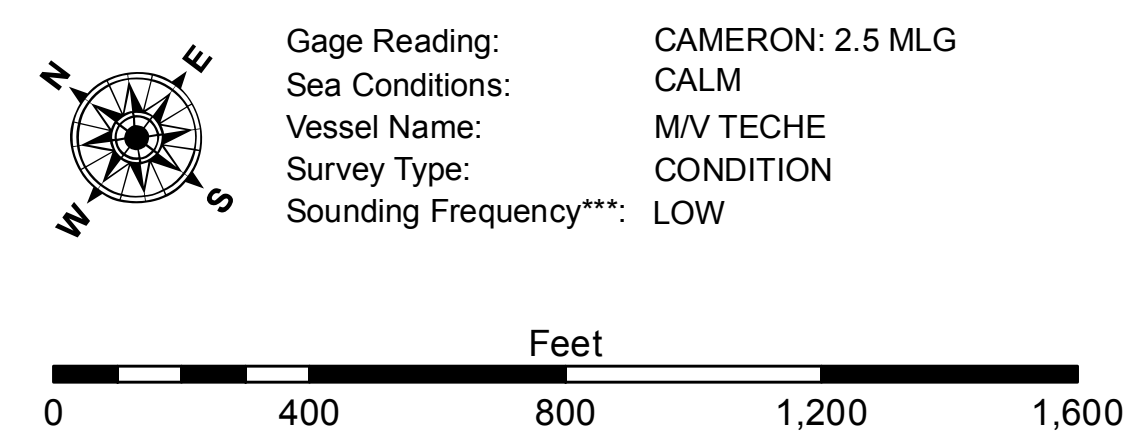 N E
W S
Gage Reading: CAMERON: 2.5 MLG
Sea Conditions: CALM
Vessel Name: M/V TECHE
Survey Type: CONDITION
Sounding Frequency***: LOW
Feet
0 400 800 1,200 1,600